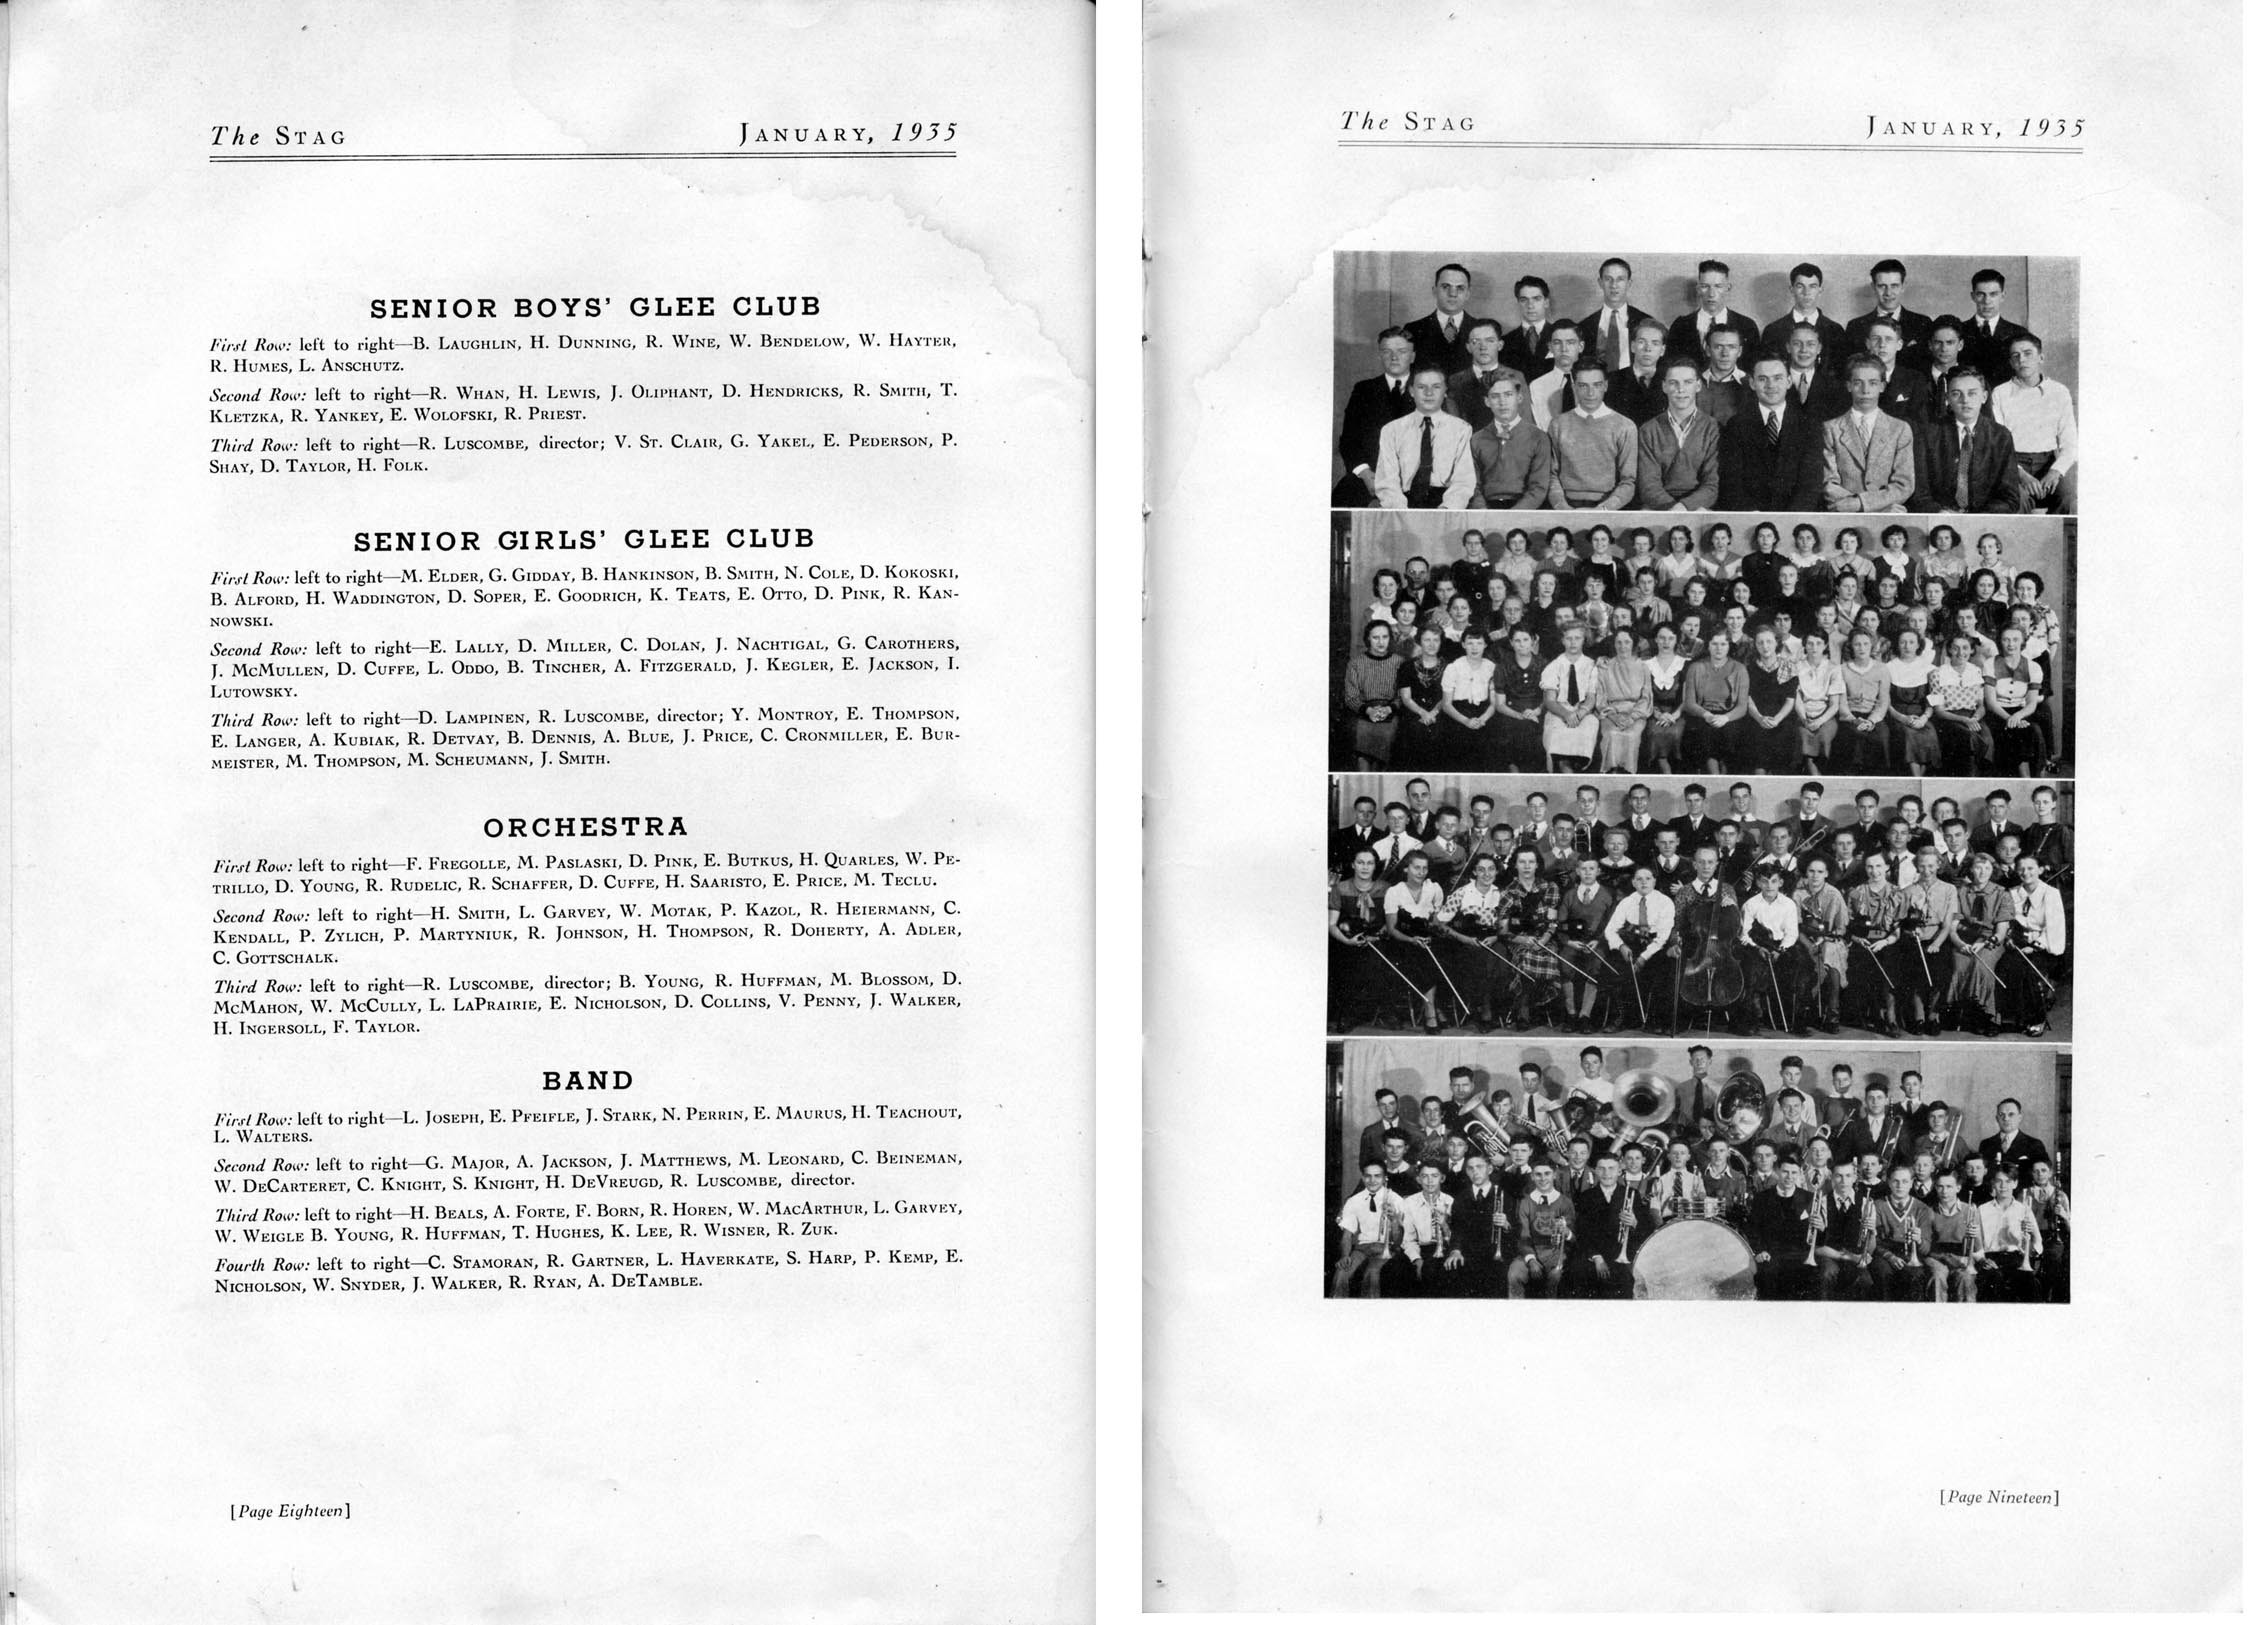 The STAG
JANUARY, 1935
SENIOR BOYS' GLEE CLUB
First Row: left to right—B. LAUGHLIN, H. DUNNING, R. WINE, W. BENDELOW, W. HAYTER,
R. HUMES, L. ANSCHUTZ.
Second Row: left to right—R. WHAN, H. LEWIS, J. OLIPHANT, D. HENDRICKS, R. SMITH, T.
KLETZKA, R. YANKEY, E. WOLOFSKI, R. PRIEST.
Third Row: left to right—R. LUSCOMBE, director; V. ST. CLAIR, G. YAKEL, E. PEDERSON, P.
SHAY, D. TAYLOR, H. FOLK.
SENIOR GIRLS' GLEE CLUB
First Row: left to right—M. ELDER, G. GIDDAY, B. HANKINSON, B. SMITH, N. COLE, D. KOKOSKI,
B. ALFORD, H. WADDINGTON, D. SOPER, E. GOODRICH, K. TEATS, E. OTTO, D. PINK, R. KAN-
NOWSKI.
Second Row: left to right—E. LALLY, D. MILLER, C. DOLAN, J. NACHTIGAL, G. CAROTHERS,
J. MCMULLEN, D. CUFFE, L. ODDO, B. TINCHER, A. FITZGERALD, J. KEGLER, E. JACKSON, I.
LUTOWSKY.
Third Row: left to right—D. LAMPINEN, R. LUSCOMBE, director; Y. MONTROY, E. THOMPSON,
E. LANGER, A. KUBIAK, R. DETVAY, B. DENNIS, A. BLUE, J. PRICE, C. CRONMILLER, E. BUR-
MEISTER, M. THOMPSON, M. SCHEUMANN, J. SMITH.
ORCHESTRA
First Row: left to right—F. FREGOLLE, M. PASLASKI, D. PINK, E. BUTKUS, H. QUARLES, W. PE-
TRILLO, D. YOUNG, R. RUDELIC, R. SCHAFFER, D. CUFFE, H. SAARISTO, E. PRICE, M. TECLU.
Second Row: left to right—H. SMITH, L. GARVEY, W. MOTAK, P. KAZOL, R. HEIERMANN, C.
KENDALL, P. ZYLICH, P. MARTYNIUK, R. JOHNSON, H. THOMPSON, R. DOHERTY, A. ADLER,
C. GOTTSCHALK.
Third Row: left to right—R. LUSCOMBE, director; B. YOUNG, R. HUFFMAN, M. BLOSSOM, D.
MCMAHON, W. MCCULLY, L. LAPRAIRIE, E. NICHOLSON, D. COLLINS, V. PENNY, J. WALKER,
H. INGERSOLL, F. TAYLOR.
BAND
First Row: left to right—L. JOSEPH, E. PFEIFLE, J. STARK, N. PERRIN, E. MAURUS, H. TEACHOUT,
L. WALTERS.
Second Row: left to right—G. MAJOR, A. JACKSON, J. MATTHEWS, M. LEONARD, C. BEINEMAN,
W. DECARTERET, C. KNIGHT, S. KNIGHT, H. DEVREUGD, R. LUSCOMBE, director.
Third Row: left to right—H. BEALS, A. FORTE, F. BORN, R. HOREN, W. MACARTHUR, L. GARVEY,
W. WEIGLE B. YOUNG, R. HUFFMAN, T. HUGHES, K. LEE, R. WISNER, R. ZUK.
Fourth Row: left to right—C. STAMORAN, R. GARTNER, L. HAVERKATE, S. HARP, P. KEMP, E.
NICHOLSON, W. SNYDER, J. WALKER, R. RYAN, A. DETAMBLE.
[Page Eighteen]
The STAG
JANUARY, 1935
[Page Nineteen]